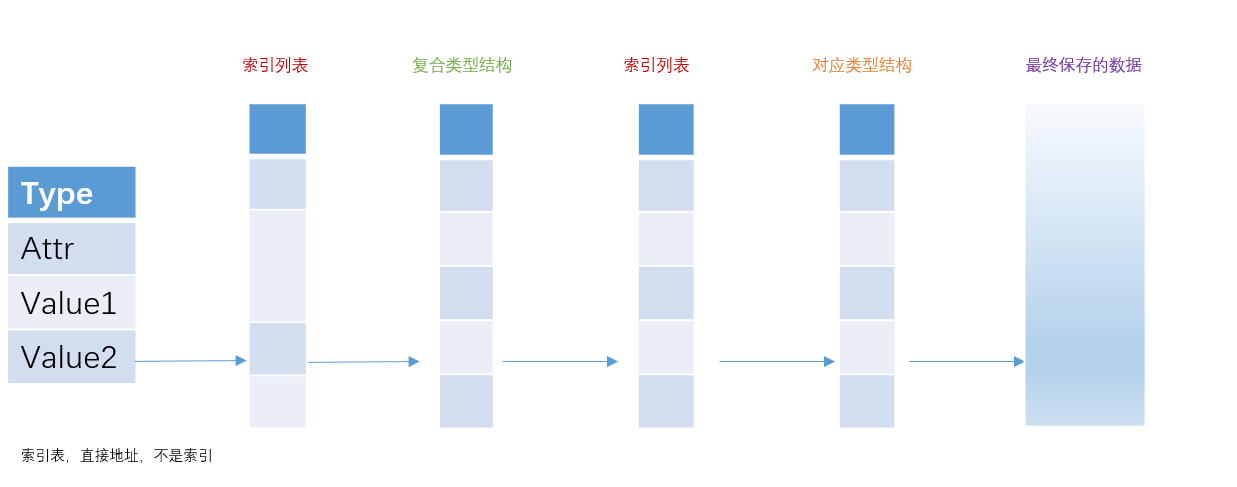 索引列表
复合类型结构
索引列表
对应类型结构
最终保存的数据
Type
Attr
Value1
Value2
索引表，直接地址，不是索引